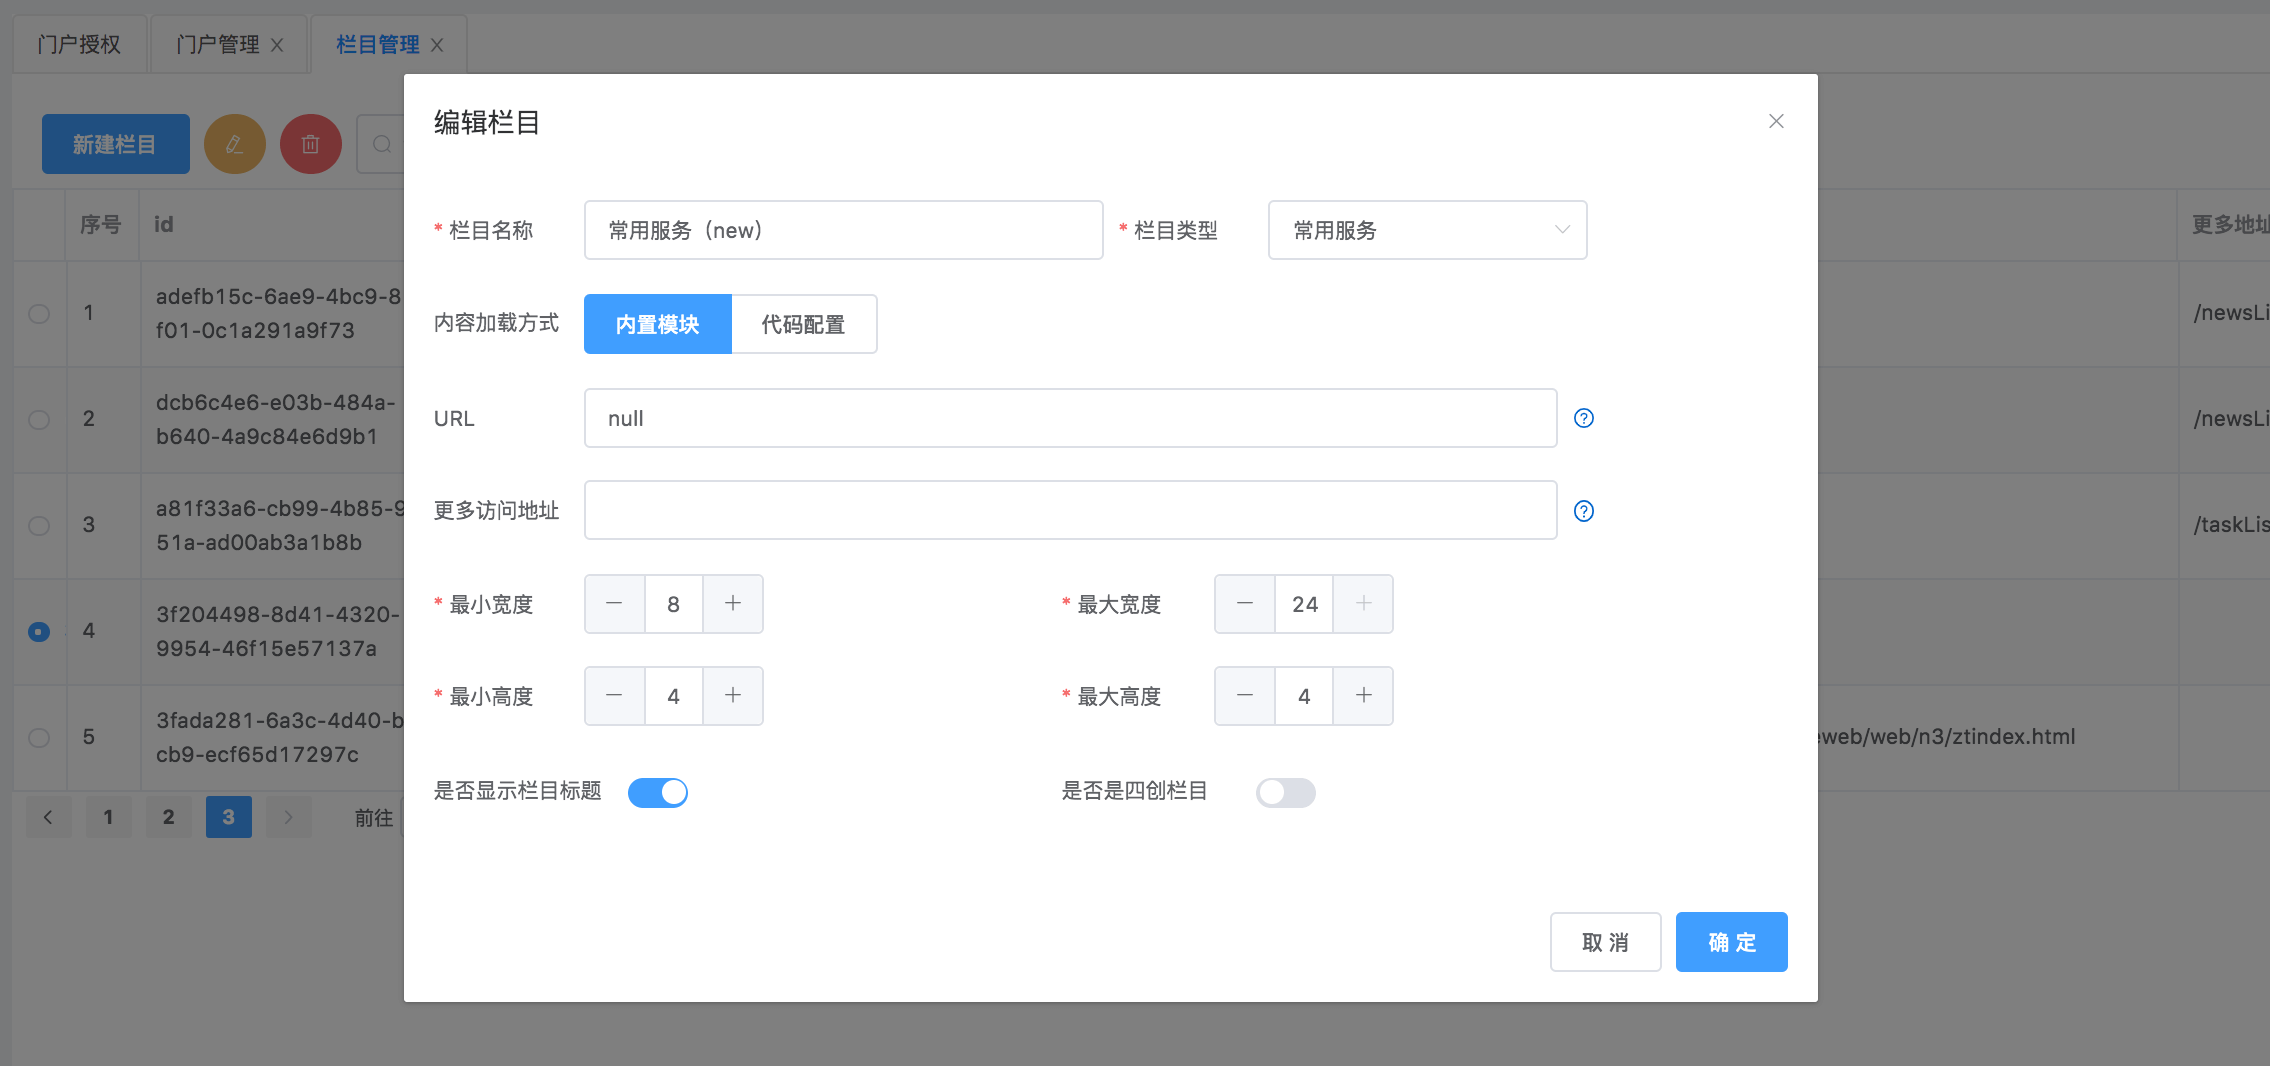 门户授权
门户管理
栏目管理
新建栏目
序号
id
更多地址
1
adefb15c-6ae9-4bc9-8
f01-0c1a291a9f73
/newsLi
2
dcb6c4e6-e03b-484a-
b640-4a9c84e6d9b1
/newsLi
3
a81f33a6-cb99-4b85-9
51a-ad00ab3a1b8b
/taskLis
4
3f204498-8d41-4320-
9954-46f15e57137a
5
3fada281-6a3c-4d40-b
cb9-ecf65d17297c
eweb/web/n3/ztindex.html
1
2
3
前往
编辑栏目
* 栏目名称
常用服务（new）
* 栏目类型
常用服务
内容加载方式
内置模块
代码配置
URL
null
更多访问地址
* 最小宽度
8
* 最大宽度
24
* 最小高度
4
* 最大高度
4
是否显示栏目标题
是否是四创栏目
取 消
确 定